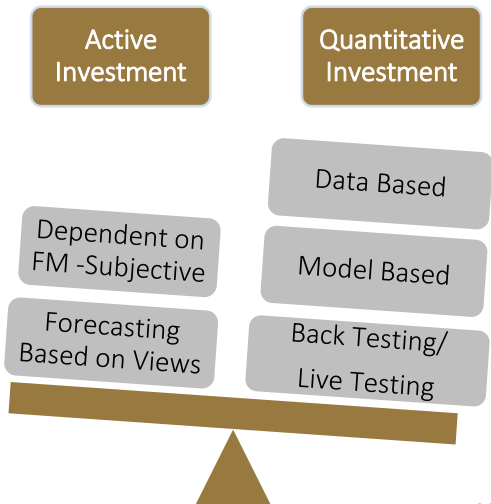 Active
Investment
Quantitative
Investment
Data Based
Dependent on
FM -Subjective
Model Based
Forecasting
Based on Views
Back Testing/
Live Testing